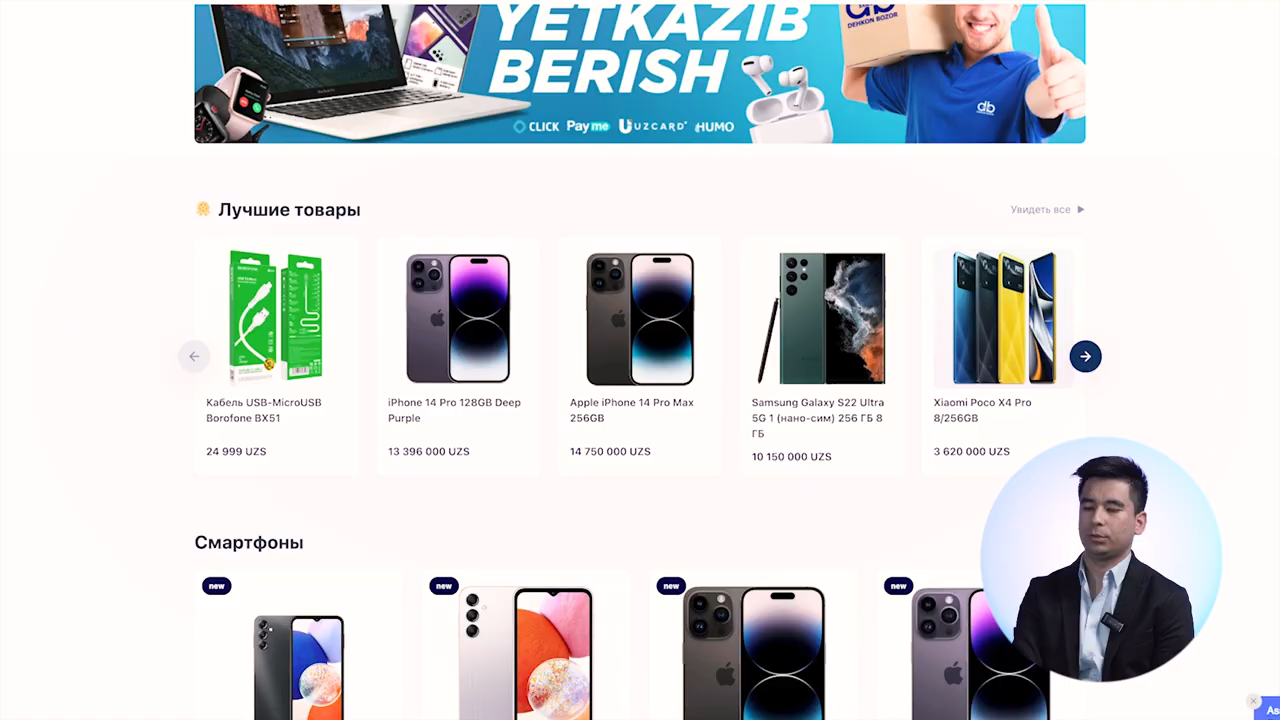 YETKAZIB
BERISH
DEHKON BOZOR
db
CLICK Payme UZCARD HUMO
Лучшие товары
Увидеть все
Кабель USB-MicroUSB
Borofone BX51
24 999 UZS
iPhone 14 Pro 128GB Deep
Purple
13 396 000 UZS
Apple iPhone 14 Pro Max
256GB
14 750 000 UZS
Samsung Galaxy S22 Ultra
5G 1 (нано-сим) 256 ГБ 8
ГБ
10 150 000 UZS
Xiaomi Poco X4 Pro
8/256GB
3 620 000 UZS
Смартфоны
new
new
new
new
As